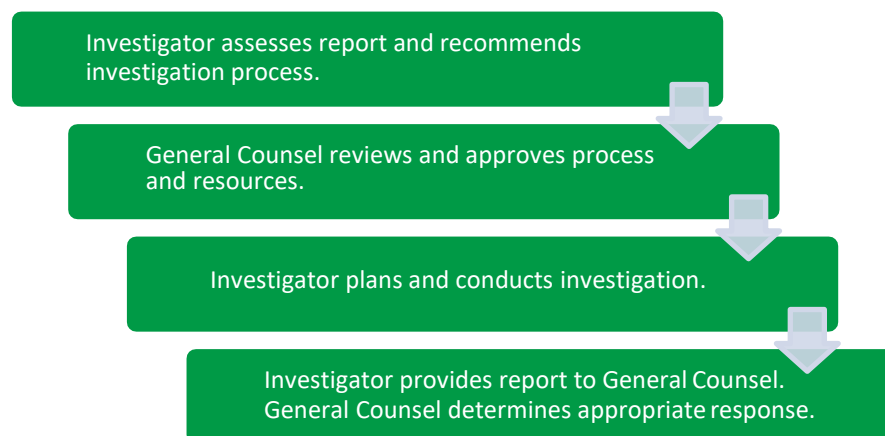 Investigator assesses report and recommends
investigation process.
General Counsel reviews and approves process
and resources.
Investigator plans and conducts investigation.
Investigator provides report to General Counsel.
General Counsel determines appropriate response.